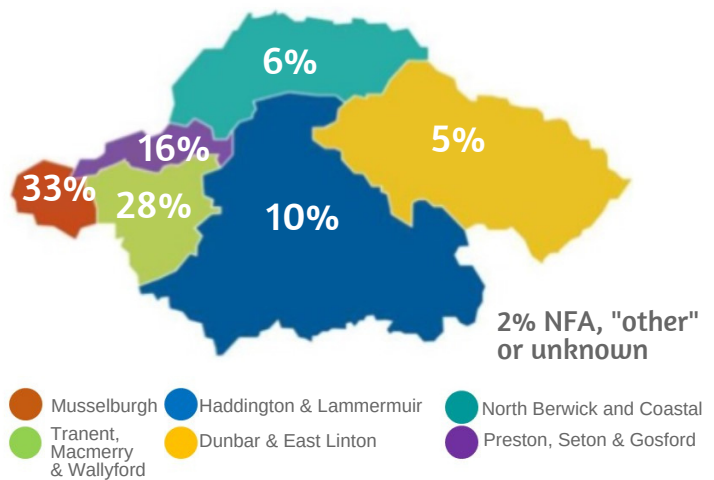 6%
16%
5%
33%
28%
10%
2% NFA, "other"
or unknown
Musselburgh
Haddington & Lammermuir
North Berwick and Coastal
Tranent,
Macmerry
& Wallyford
Dunbar & East Linton
Preston, Seton & Gosford